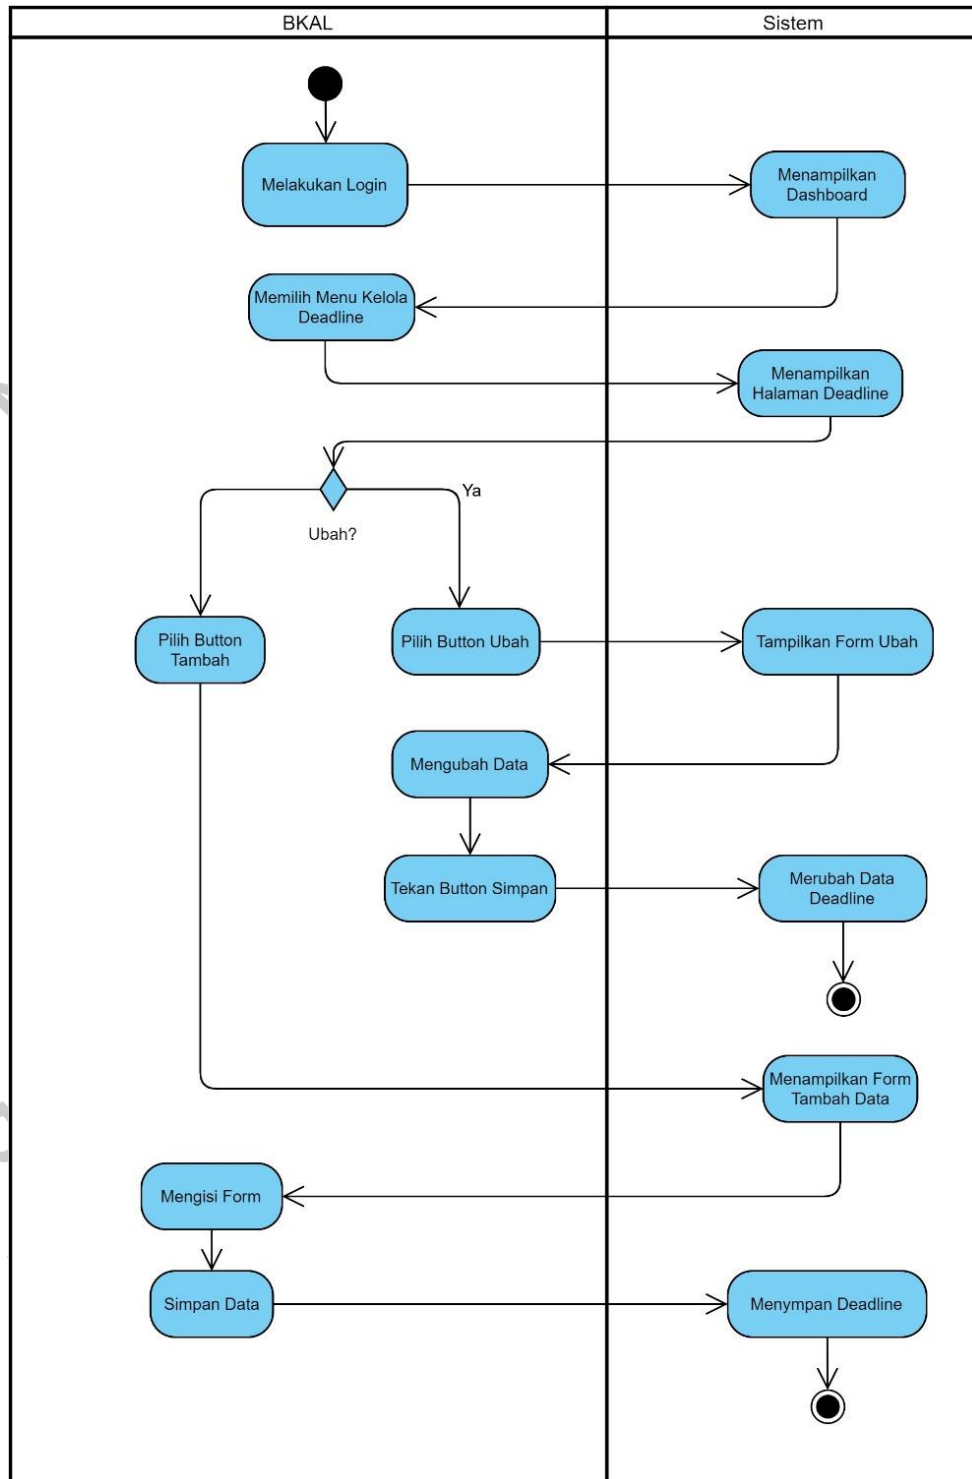 BKAL
Sistem
Melakukan Login
Menampilkan
Dashboard
Memilih Menu Kelola
Deadline
Menampilkan
Halaman Deadline
Ya
Ubah?
Pilih Button
Tambah
Pilih Button Ubah
Tampilkan Form Ubah
Mengubah Data
Tekan Button Simpan
Merubah Data
Deadline
Menampilkan Form
Tambah Data
Mengisi Form
Simpan Data
Menympan Deadline